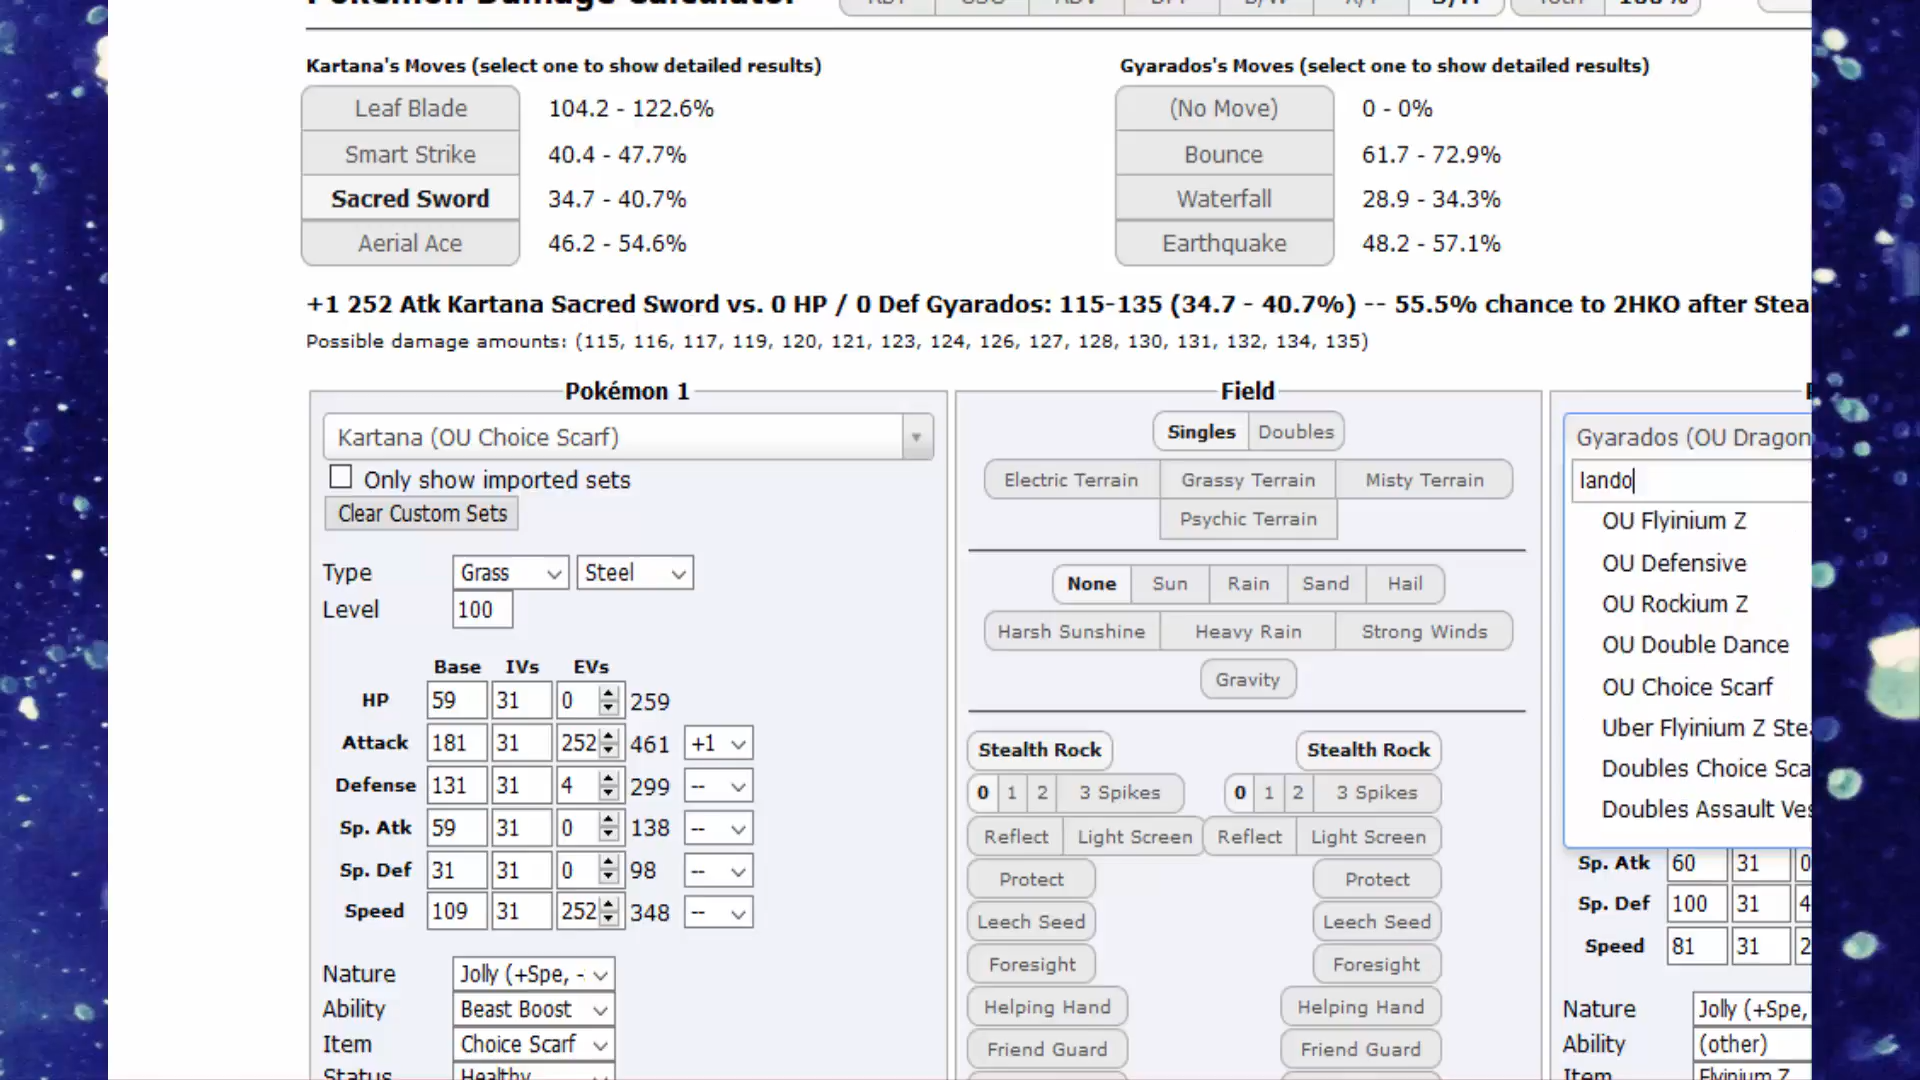 Pokémon Damage Calculator
Kartana's Moves (select one to show detailed results)
Leaf Blade 104.2 - 122.6%
Smart Strike 40.4 - 47.7%
Sacred Sword 34.7 - 40.7%
Aerial Ace 46.2 - 54.6%
Gyarados's Moves (select one to show detailed results)
(No Move) 0 - 0%
Bounce 61.7 - 72.9%
Waterfall 28.9 - 34.3%
Earthquake 48.2 - 57.1%
+1 252 Atk Kartana Sacred Sword vs. 0 HP / 0 Def Gyarados: 115-135 (34.7 - 40.7%) -- 55.5% chance to 2HKO after Stea
Possible damage amounts: (115, 116, 117, 119, 120, 121, 123, 124, 126, 127, 128, 130, 131, 132, 134, 135)
Pokémon 1
Kartana (OU Choice Scarf)
Only show imported sets
Clear Custom Sets
Type Grass Steel
Level 100
Base IVs EVs
HP 59 31 0 259
Attack 181 31 252 461 +1
Defense 131 31 4 299 --
Sp. Atk 59 31 0 138 --
Sp. Def 31 31 0 98 --
Speed 109 31 252 348 --
Nature Jolly (+Spe, -
Ability Beast Boost
Item Choice Scarf
Status Healthy
Field
Singles Doubles
Electric Terrain Grassy Terrain Misty Terrain
Psychic Terrain
None Sun Rain Sand Hail
Harsh Sunshine Heavy Rain Strong Winds
Gravity
Stealth Rock Stealth Rock
0 1 2 3 Spikes 0 1 2 3 Spikes
Reflect Light Screen Reflect Light Screen
Protect Protect
Leech Seed Leech Seed
Foresight Foresight
Helping Hand Helping Hand
Friend Guard Friend Guard
Gyarados (OU Dragon
lando
OU Flyinium Z
OU Defensive
OU Rockium Z
OU Double Dance
OU Choice Scarf
Uber Flyinium Z Stea
Doubles Choice Sca
Doubles Assault Ves
Sp. Atk 60 31 0
Sp. Def 100 31 4
Speed 81 31 2
Nature Jolly (+Spe,
Ability (other)
Item Flyinium Z